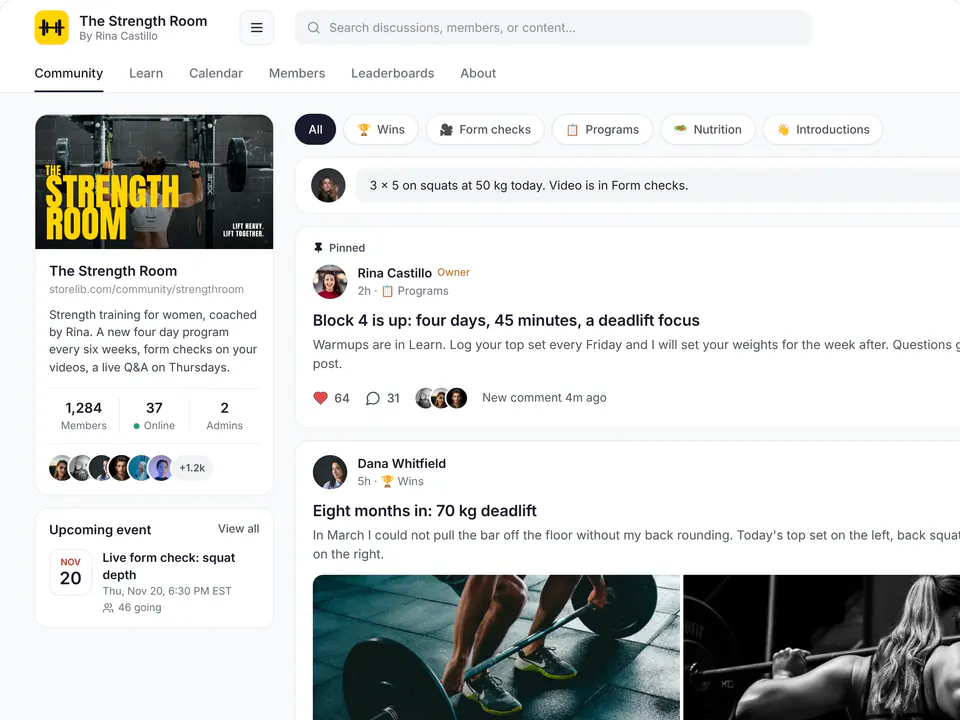 The Strength Room
By Rina Castillo
Search discussions, members, or content...
Community
Learn
Calendar
Members
Leaderboards
About
THE
STRENGTH
ROOM
LIFT HEAVY.
LIFT TOGETHER.
The Strength Room
storelib.com/community/strengthroom
Strength training for women, coached
by Rina. A new four day program
every six weeks, form checks on your
videos, a live Q&A on Thursdays.
1,284
Members
37
Online
2
Admins
+1.2k
Upcoming event
View all
NOV
20
Live form check: squat
depth
Thu, Nov 20, 6:30 PM EST
46 going
All
Wins
Form checks
Programs
Nutrition
Introductions
3 × 5 on squats at 50 kg today. Video is in Form checks.
Pinned
Rina Castillo Owner
2h · Programs
Block 4 is up: four days, 45 minutes, a deadlift focus
Warmups are in Learn. Log your top set every Friday and I will set your weights for the week after. Questions
post.
64
31
New comment 4m ago
Dana Whitfield
5h · Wins
Eight months in: 70 kg deadlift
In March I could not pull the bar off the floor without my back rounding. Today's top set on the left, back
on the right.
KG